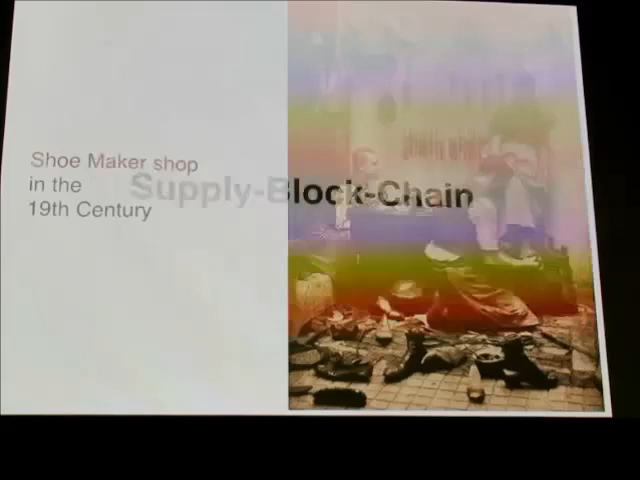 Shoe Maker shop
in the
19th Century
Supply-Block-Chain